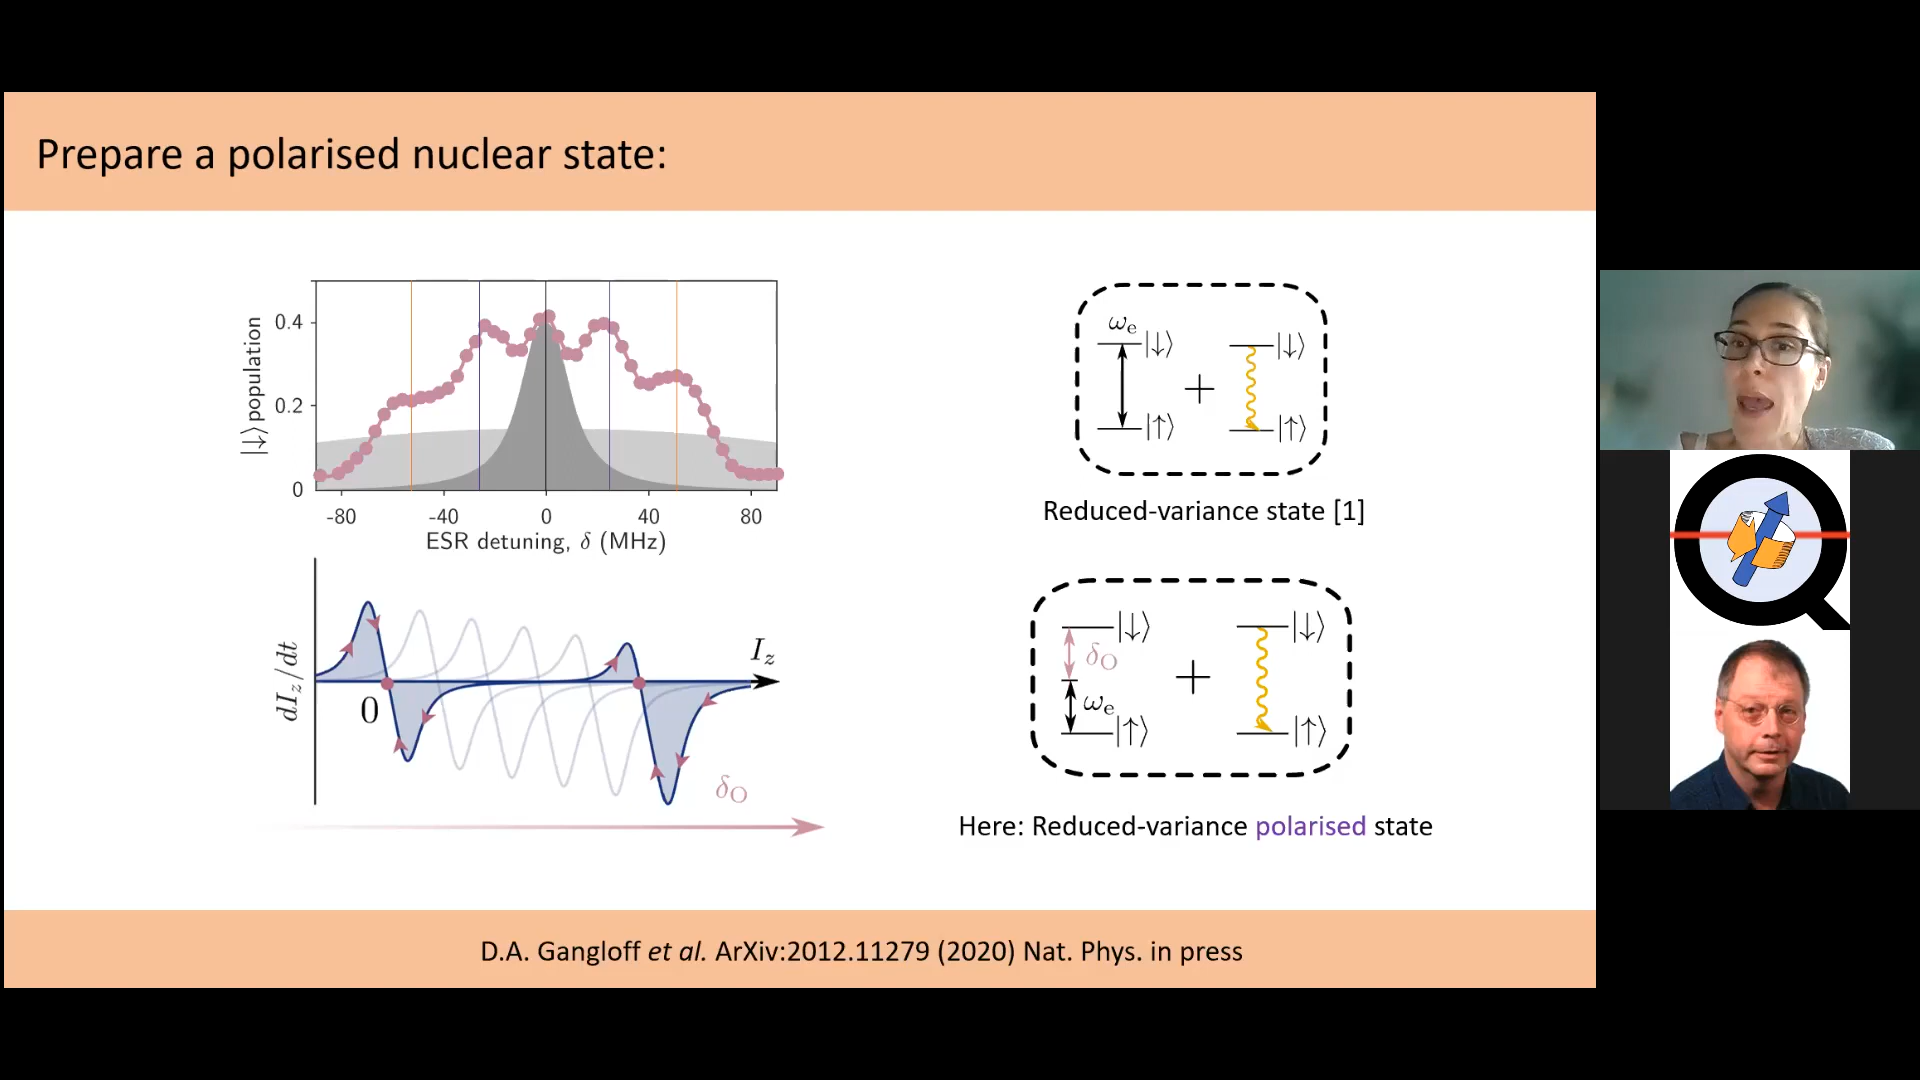 Prepare a polarised nuclear state:
|↓⟩ population
0.4
0.2
0
-80 -40 0 40 80
ESR detuning, δ (MHz)
dI_z/dt
I_z
0
δ_O
ω_e
|↓⟩ |↓⟩
+
|↑⟩ |↑⟩
Reduced-variance state [1]
|↓⟩ |↓⟩
δ_O
+
ω_e
|↑⟩ |↑⟩
Here: Reduced-variance polarised state
D.A. Gangloff et al. ArXiv:2012.11279 (2020) Nat. Phys. in press